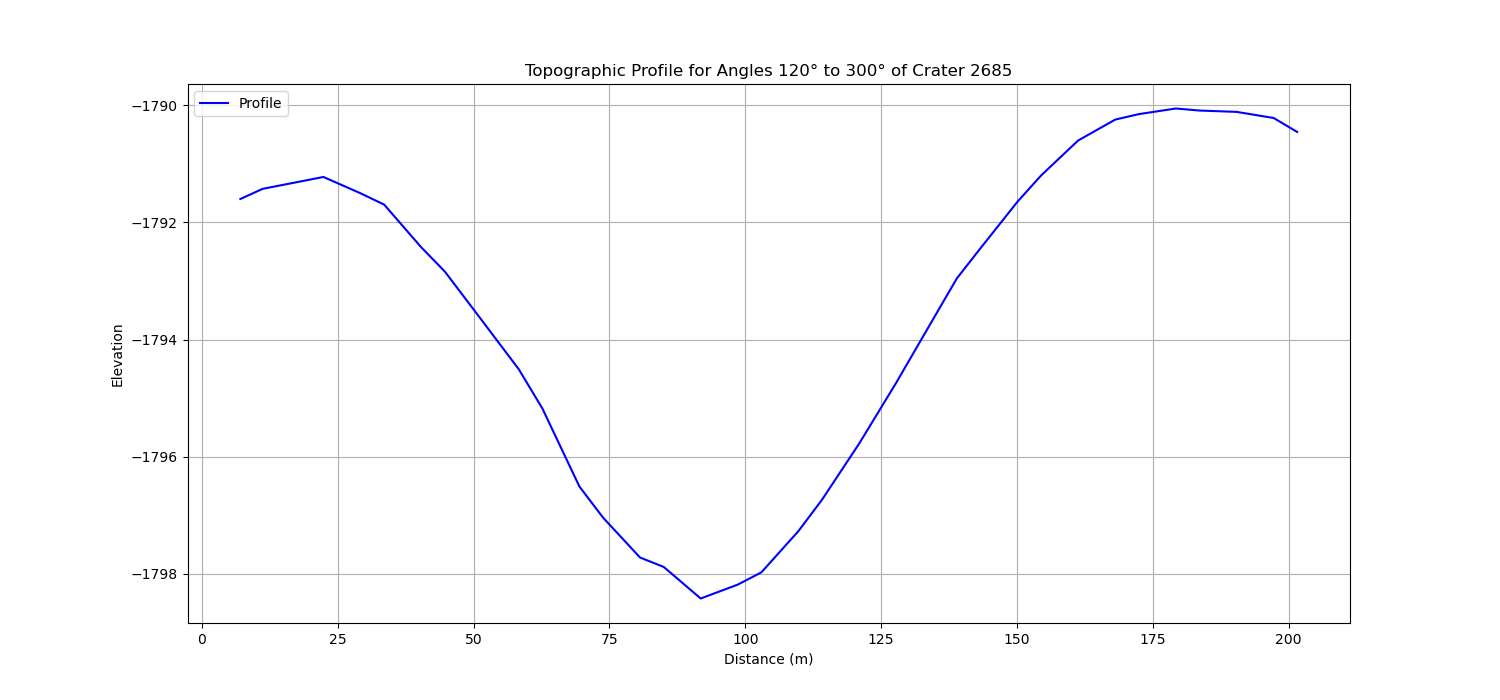 Topographic Profile for Angles 120° to 300° of Crater 2685
Profile
−1790
−1792
−1794
−1796
−1798
Elevation
0 25 50 75 100 125 150 175 200
Distance (m)